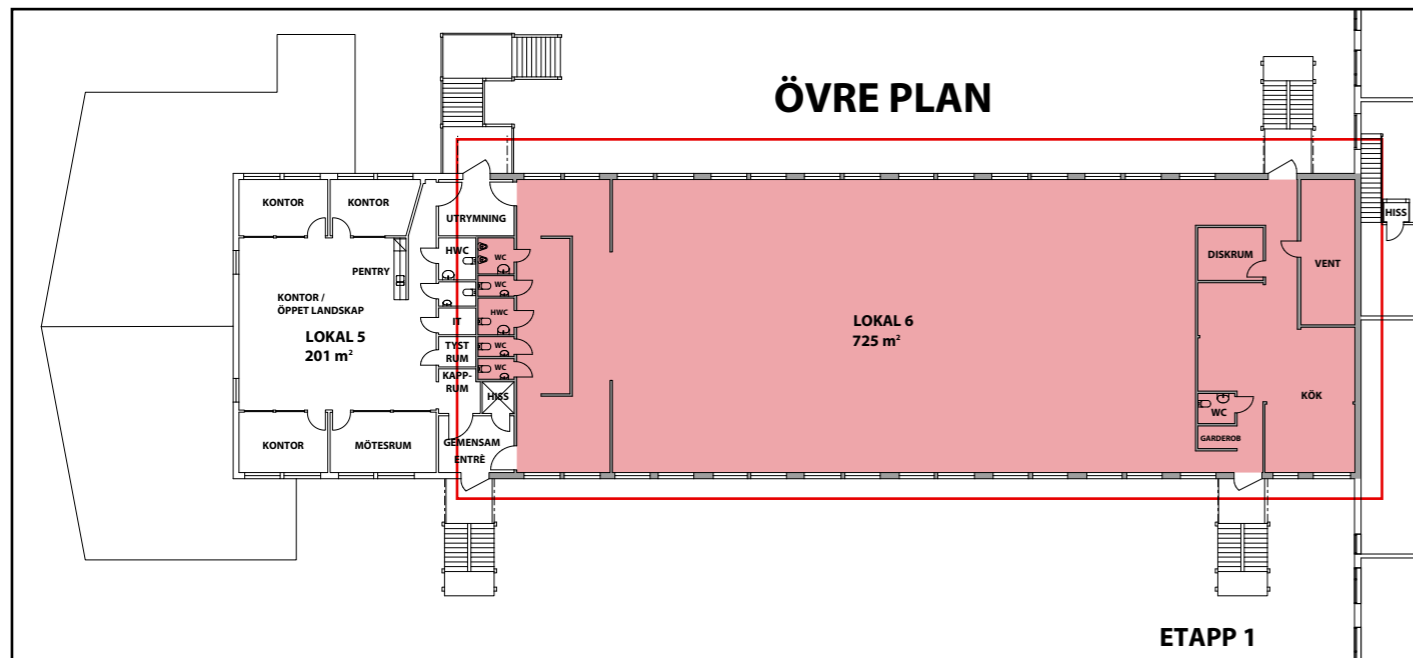 ÖVRE PLAN
KONTOR
KONTOR
UTRYMNING
HWC
WC
PENTRY
WC
KONTOR /
ÖPPET LANDSKAP
IT
HWC
LOKAL 5
201 m²
TYST
RUM
WC
KAPP-
RUM
WC
HISS
KONTOR
MÖTESRUM
GEMENSAM
ENTRÈ
LOKAL 6
725 m²
DISKRUM
VENT
HISS
KÖK
WC
GARDEROB
ETAPP 1